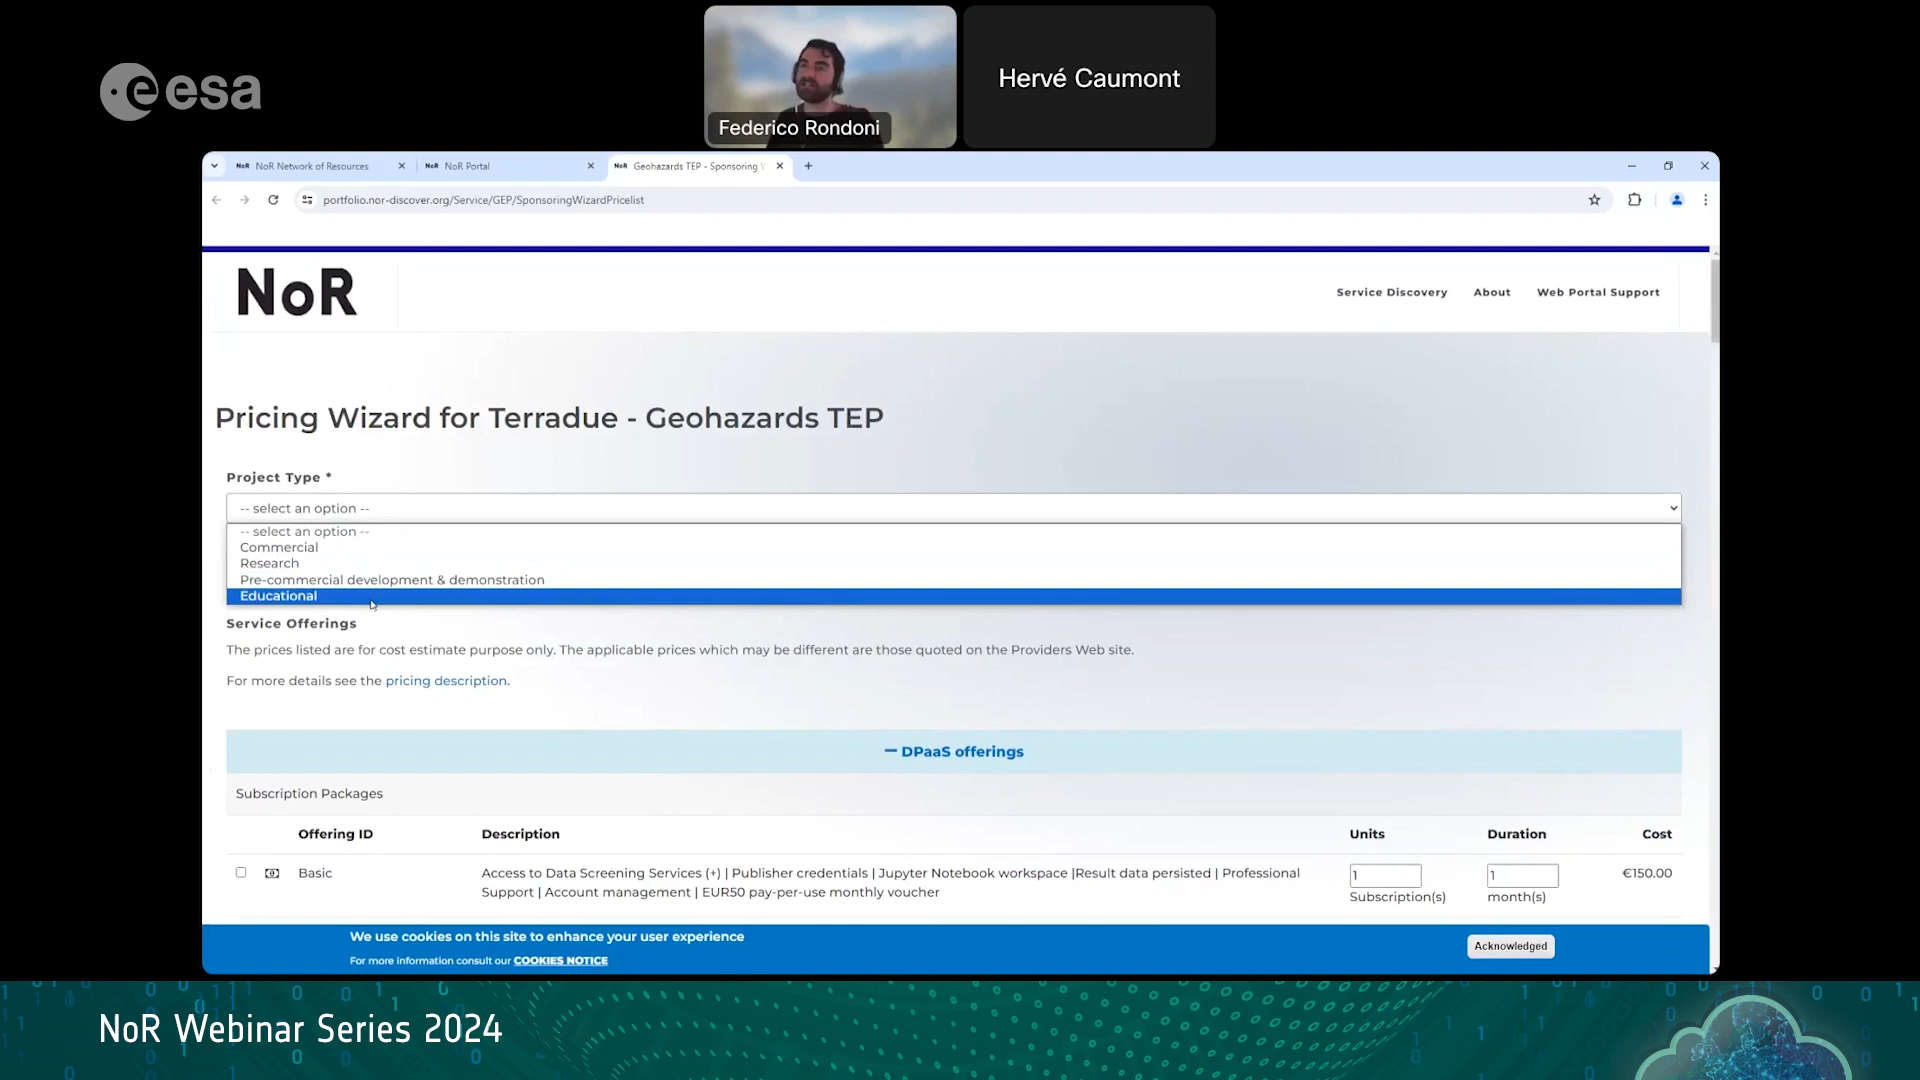 esa
Federico Rondoni
Hervé Caumont
NoR NoR Network of Resources
NoR NoR Portal
NoR Geohazards TEP - Sponsoring
portfolio.nor-discover.org/Service/GEP/SponsoringWizardPricelist
NoR
Service Discovery About Web Portal Support
Pricing Wizard for Terradue - Geohazards TEP
Project Type *
-- select an option --
-- select an option --
Commercial
Research
Pre-commercial development & demonstration
Educational
Service Offerings
The prices listed are for cost estimate purpose only. The applicable prices which may be different are those quoted on the Providers Web site.
For more details see the pricing description.
— DPaaS offerings
Subscription Packages
Offering ID Description Units Duration Cost
Basic Access to Data Screening Services (+) | Publisher credentials | Jupyter Notebook workspace |Result data persisted | Professional 1 1 €150.00
Support | Account management | EUR50 pay-per-use monthly voucher Subscription(s) month(s)
We use cookies on this site to enhance your user experience
For more information consult our COOKIES NOTICE
Acknowledged
NoR Webinar Series 2024